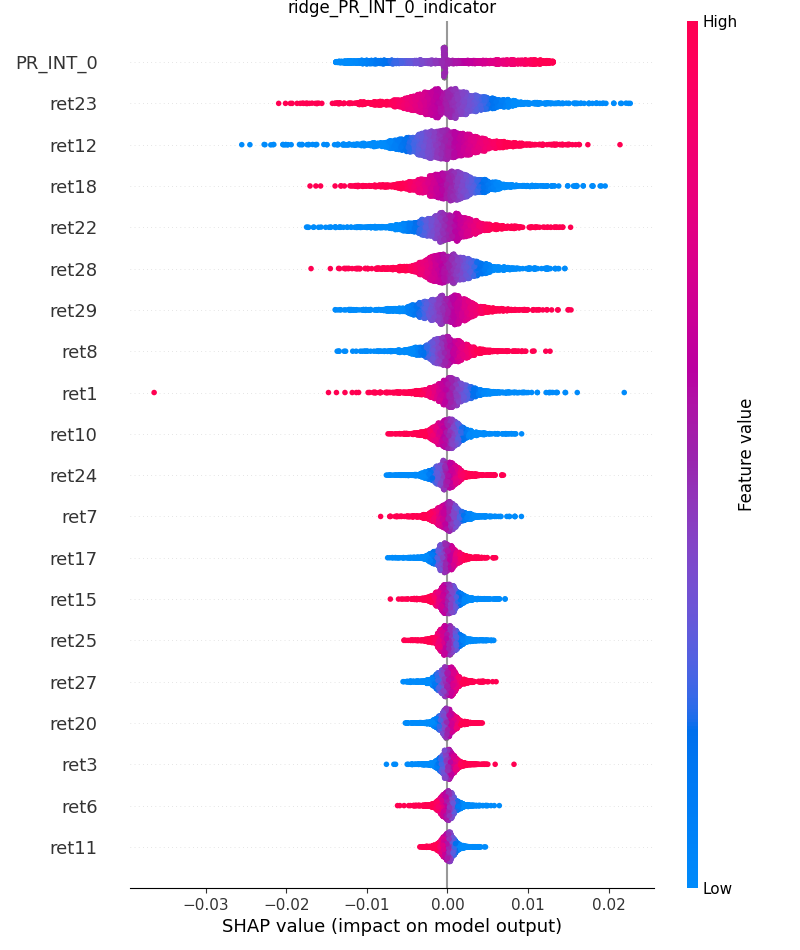 ridge_PR_INT_0_indicator
High
PR_INT_0
ret23
ret12
ret18
ret22
ret28
ret29
ret8
ret1
ret10
ret24
ret7
ret17
ret15
ret25
ret27
ret20
ret3
ret6
ret11
Feature value
Low
−0.03 −0.02 −0.01 0.00 0.01 0.02
SHAP value (impact on model output)